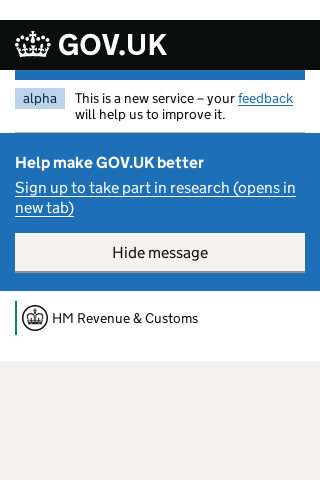 GOV.UK
alpha
This is a new service – your feedback
will help us to improve it.
Help make GOV.UK better
Sign up to take part in research (opens in
new tab)
Hide message
HM Revenue & Customs